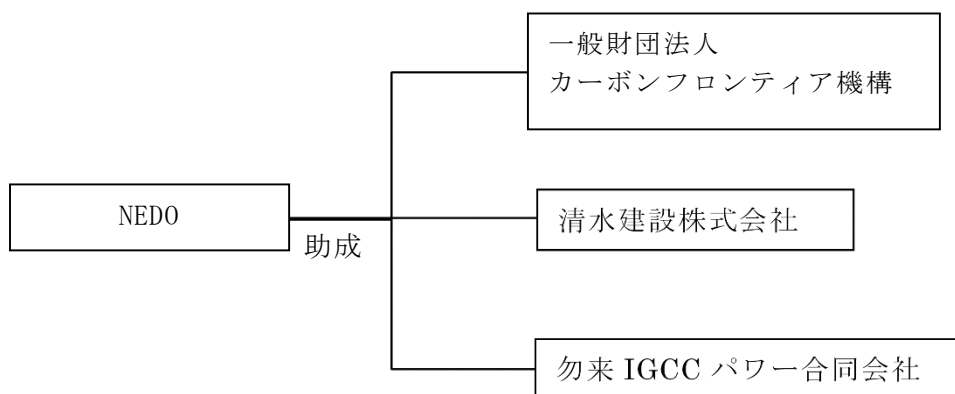 一般財団法人
カーボンフロンティア機構
NEDO
助成
清水建設株式会社
勿来 IGCC パワー合同会社